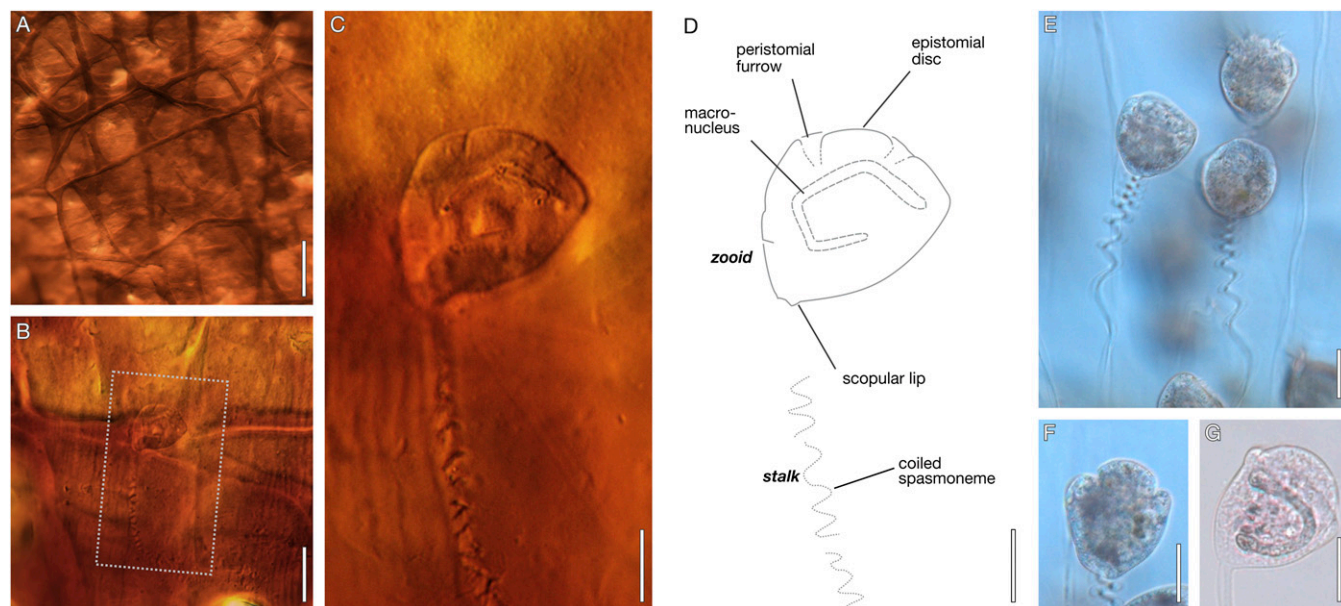 A
B
C
D
peristomial
furrow
epistomial
disc
macro-
nucleus
zooid
scopular lip
stalk
coiled
spasmoneme
E
F
G